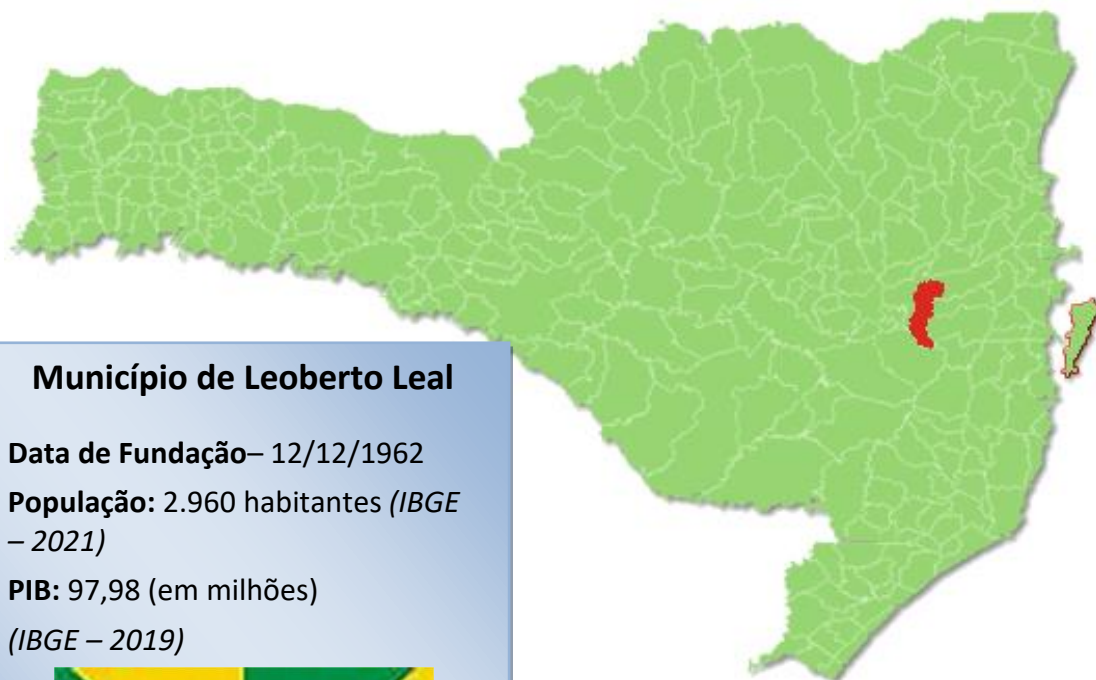 Município de Leoberto Leal
Data de Fundação– 12/12/1962
População: 2.960 habitantes (IBGE
– 2021)
PIB: 97,98 (em milhões)
(IBGE – 2019)